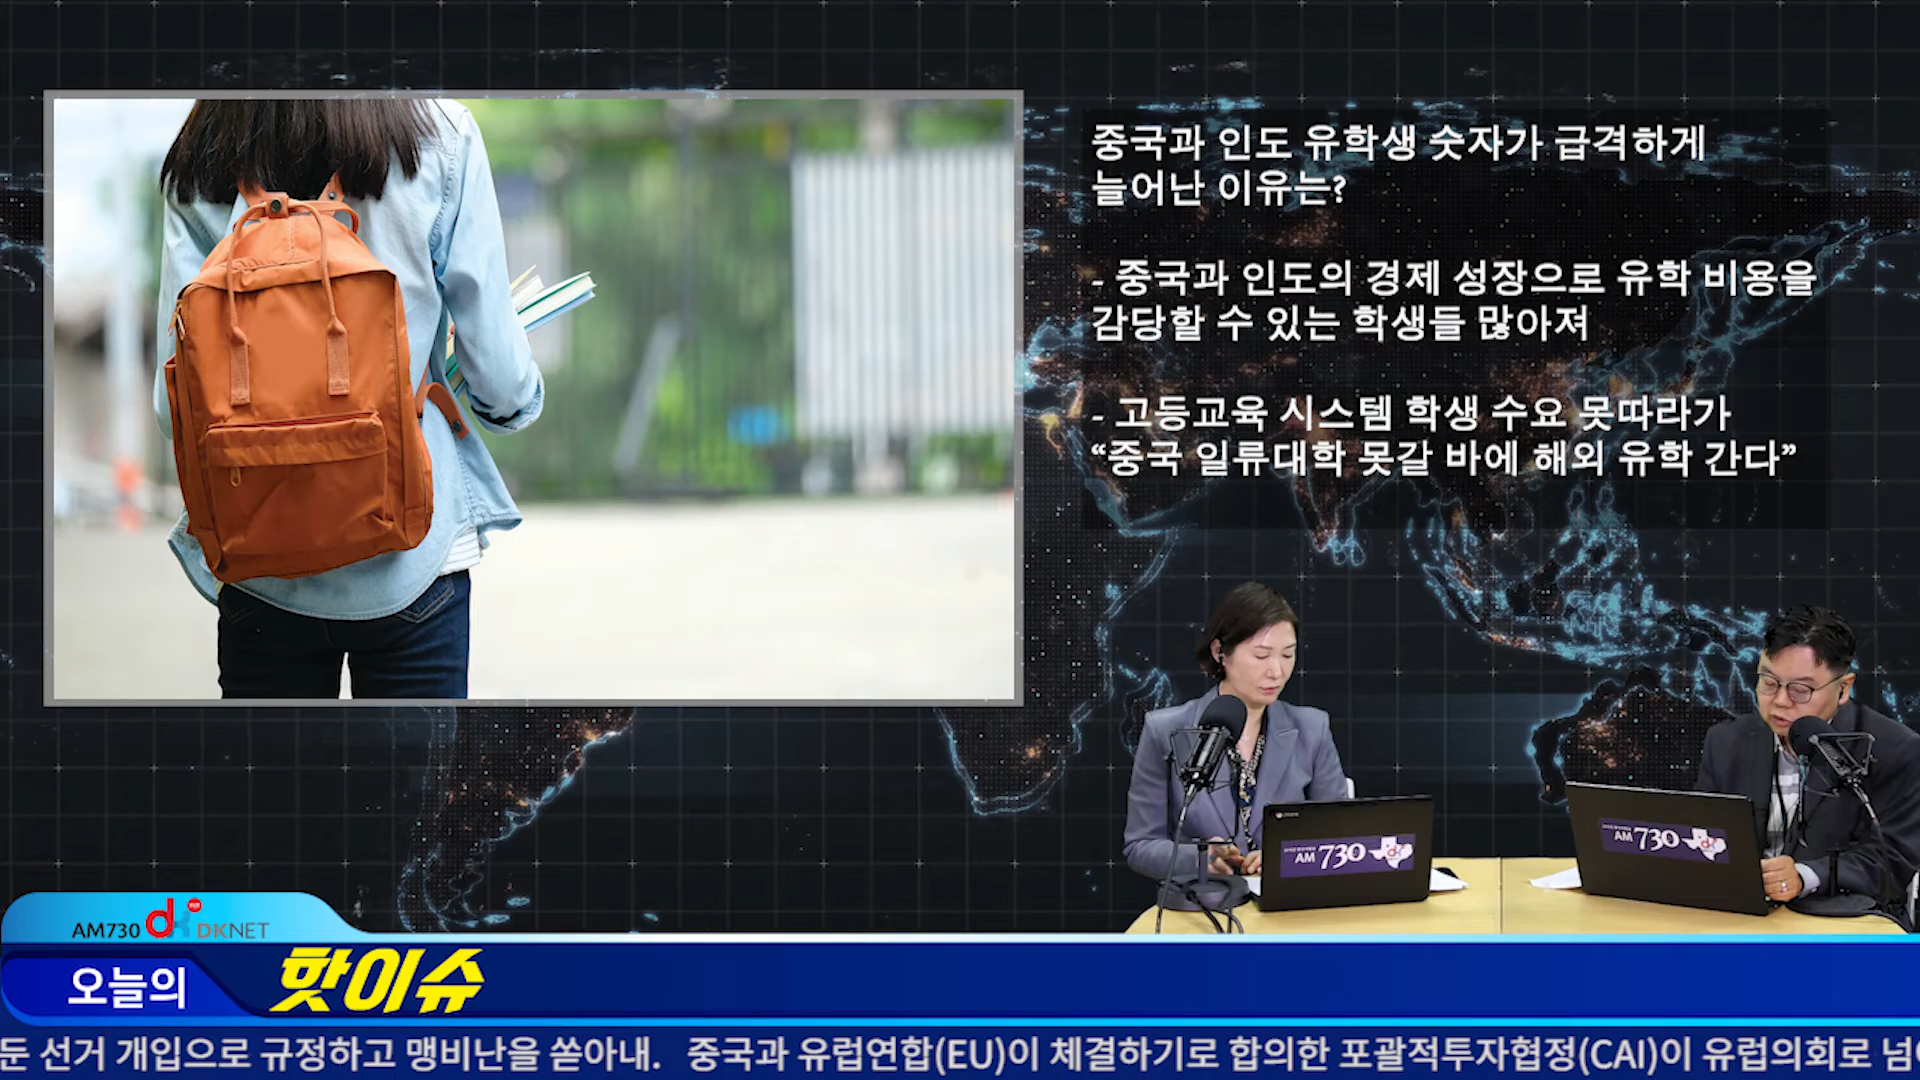 중국과 인도 유학생 숫자가 급격하게
늘어난 이유는?
- 중국과 인도의 경제 성장으로 유학 비용을
감당할 수 있는 학생들 많아져
- 고등교육 시스템 학생 수요 못따라가
“중국 일류대학 못갈 바에 해외 유학 간다”
AM 730
AM 730
AM730 dk DKNET
오늘의 핫이슈
둔 선거 개입으로 규정하고 맹비난을 쏟아내. 중국과 유럽연합(EU)이 체결하기로 합의한 포괄적투자협정(CAI)이 유럽의회로 넘